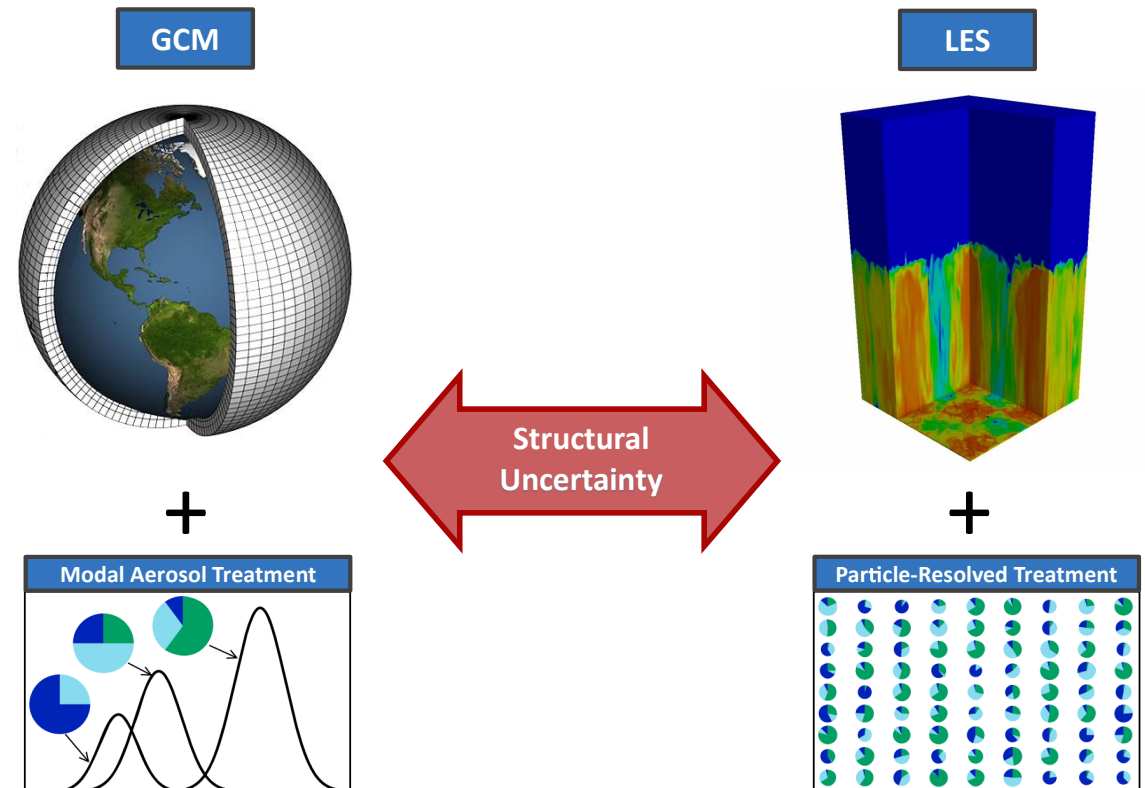 GCM
LES
Structural
Uncertainty
+
+
Modal Aerosol Treatment
Particle-Resolved Treatment